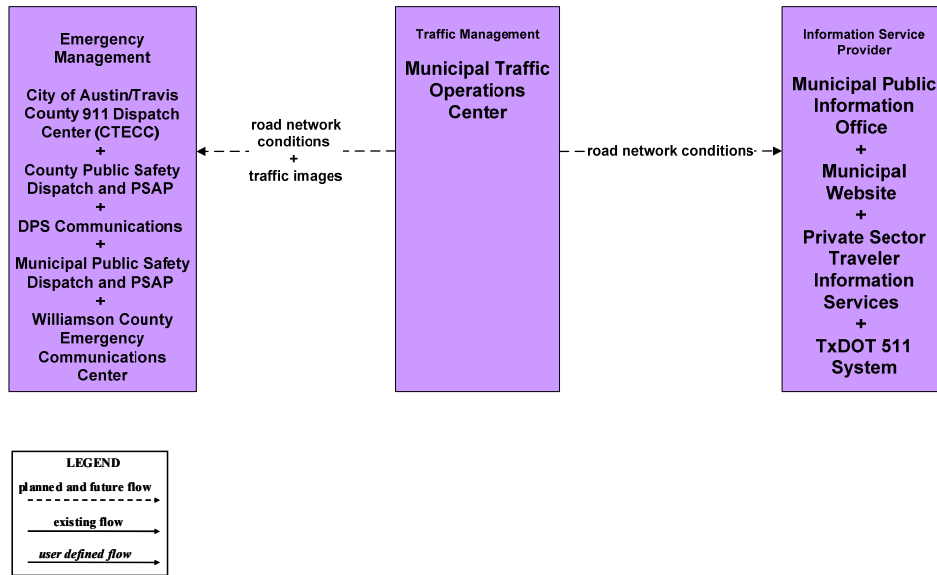 Emergency
Management
City of Austin/Travis
County 911 Dispatch
Center (CTECC)
+
County Public Safety
Dispatch and PSAP
+
DPS Communications
+
Municipal Public Safety
Dispatch and PSAP
+
Williamson County
Emergency
Communications
Center
road network
conditions
+
traffic images
Traffic Management
Municipal Traffic
Operations
Center
road network conditions
Information Service
Provider
Municipal Public
Information
Office
+
Municipal
Website
+
Private Sector
Traveler
Information
Services
+
TxDOT 511
System
LEGEND
planned and future flow
existing flow
user defined flow